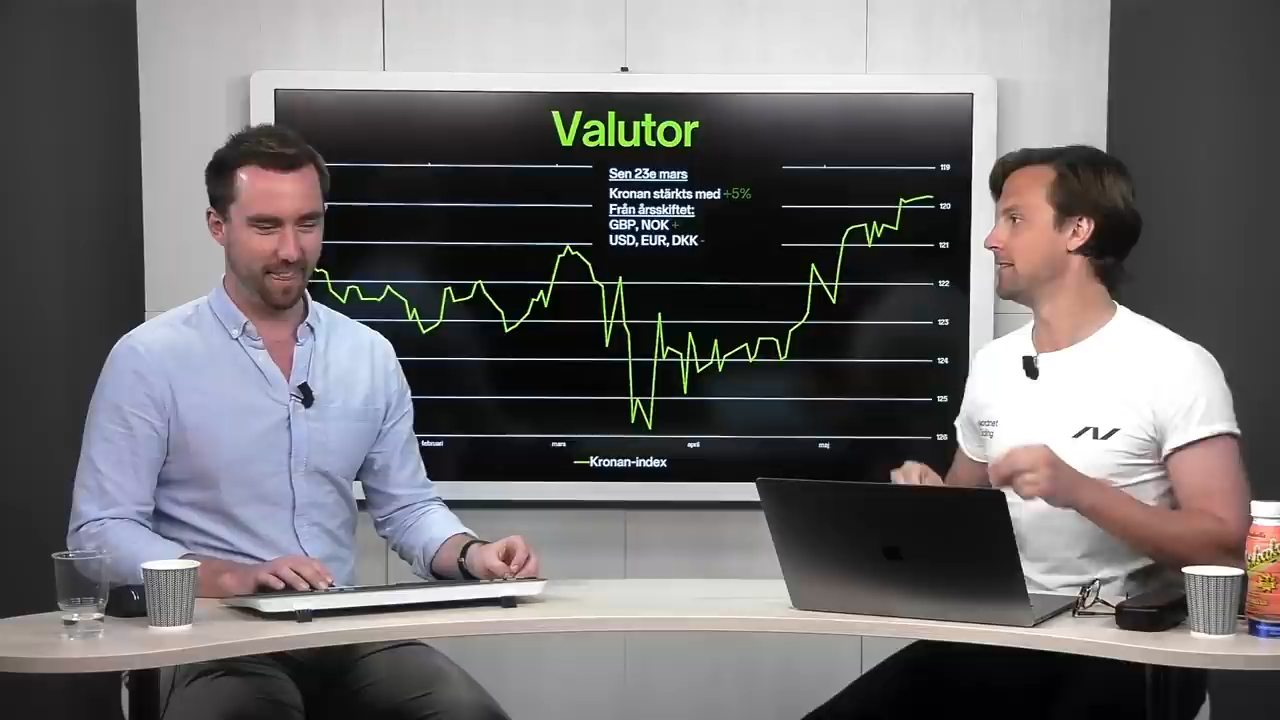 Valutor
Sen 23e mars
Kronan stärkts med +5%
Från årsskiftet:
GBP, NOK +
USD, EUR, DKK -
119
120
121
122
123
124
125
126
februari
mars
april
maj
Kronan-index